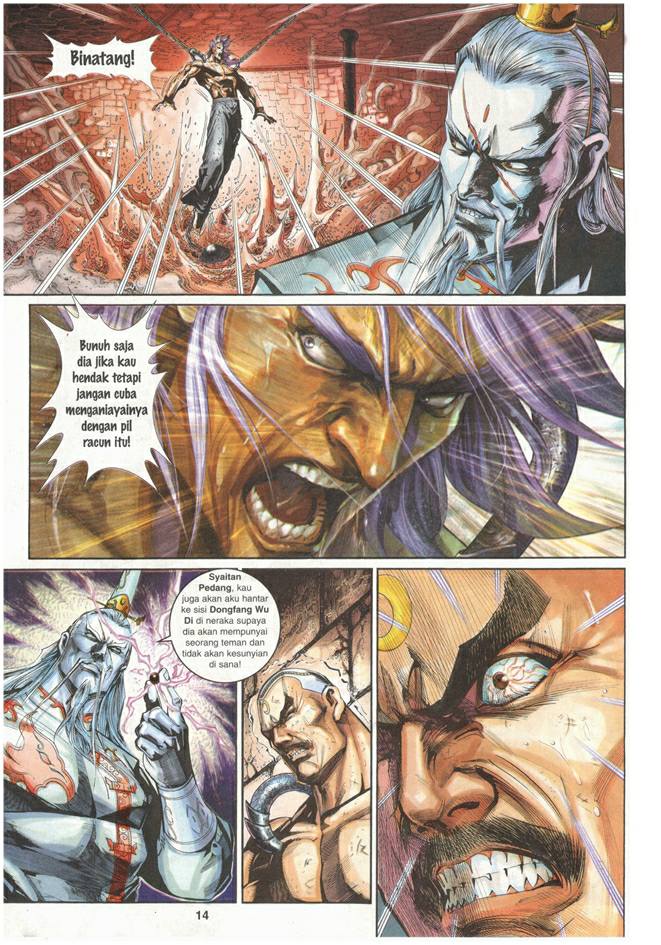 Binatang!
Bunuh saja
dia jika kau
hendak tetapi
jangan cuba
menganiayainya
dengan pil
racun itu!
Syaitan
Pedang, kau
juga akan aku hantar
ke sisi Dongfang Wu
Di di neraka supaya
dia akan mempunyai
seorang teman dan
tidak akan kesunyian
di sana!
14